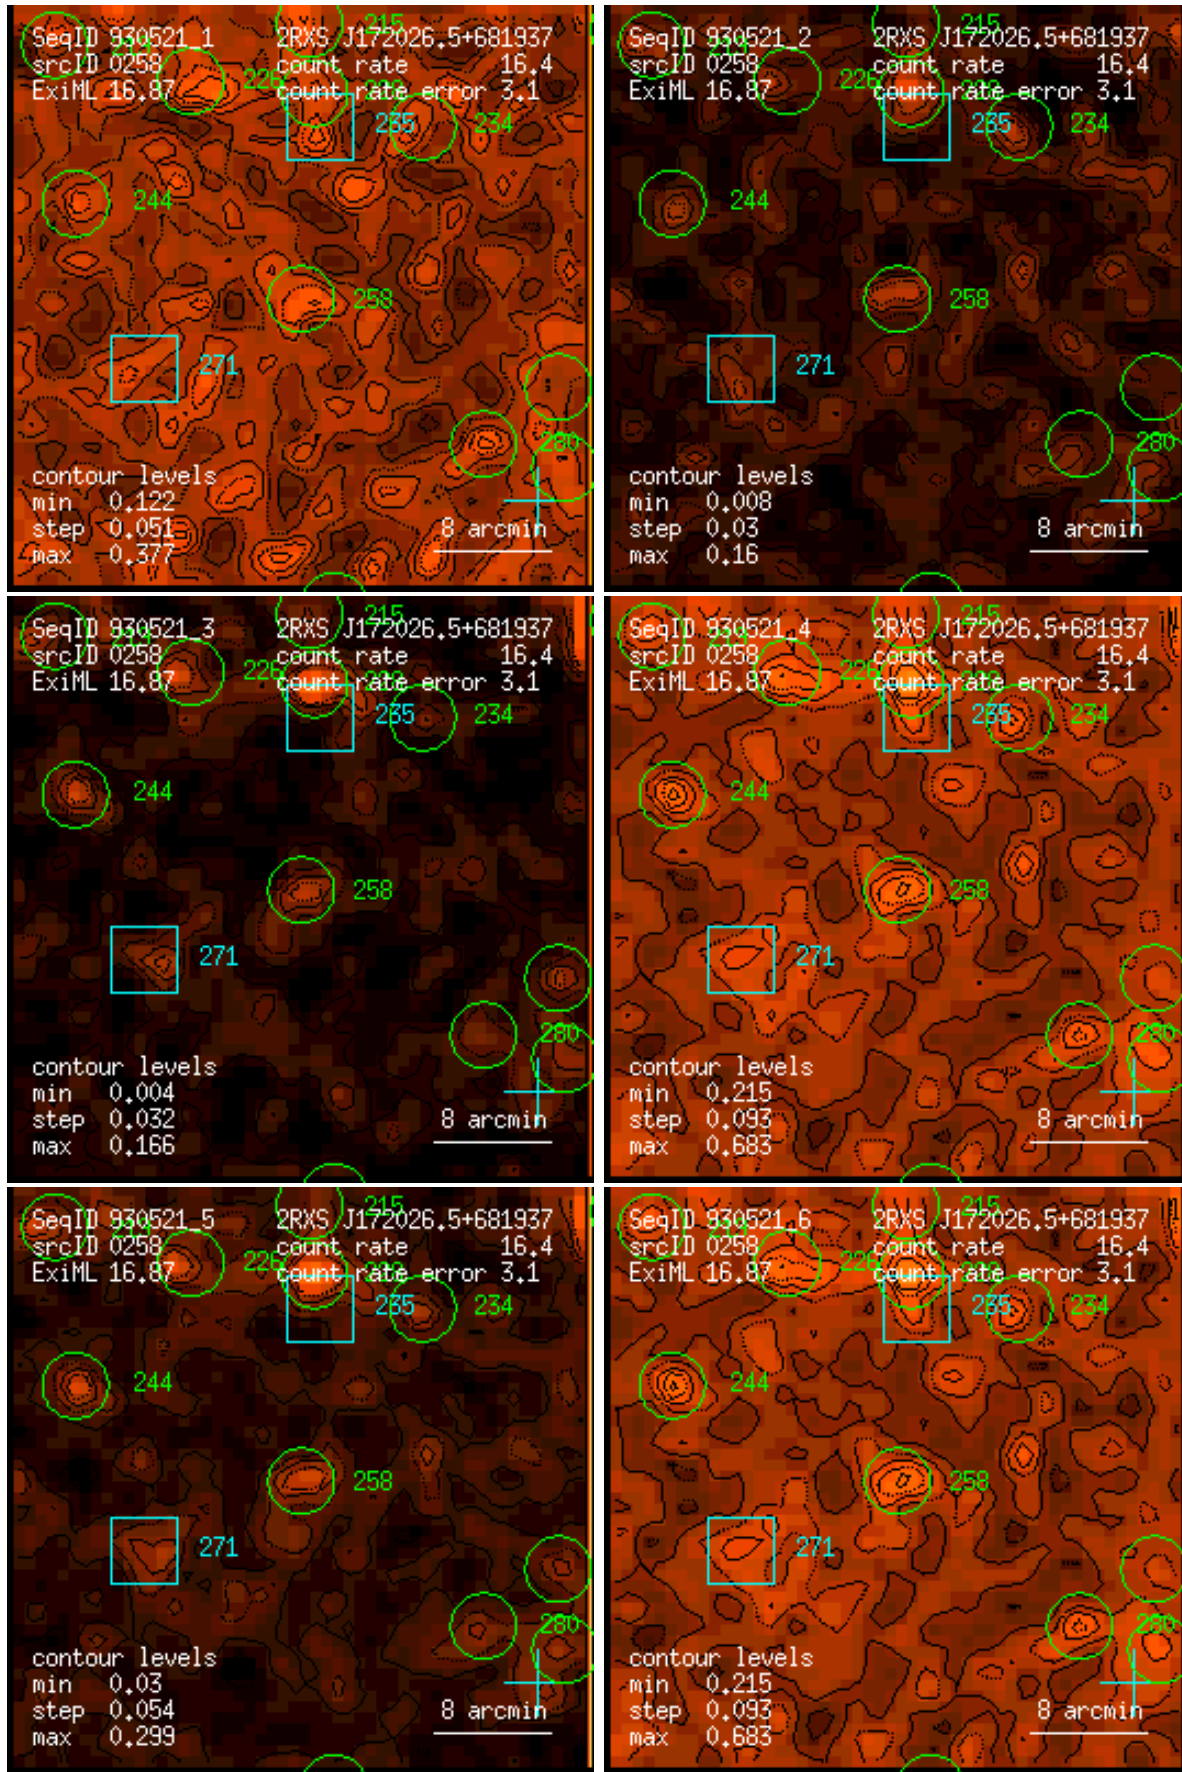 215
SeqID 930521_1 2RXS J172026.5+681937
srcID 0258 count rate 16.4
ExiML 16.87 226 count rate error 3.1
235 234
244
258
271
280
contour levels
min 0.122
step 0.051 8 arcmin
max 0.377
215
SeqID 930521_2 2RXS J172026.5+681937
srcID 0258 count rate 16.4
ExiML 16.87 226 count rate error 3.1
235 234
244
258
271
280
contour levels
min 0.008
step 0.03 8 arcmin
max 0.16
215
SeqID 930521_3 2RXS J172026.5+681937
srcID 0258 count rate 16.4
ExiML 16.87 226 count rate error 3.1
235 234
244
258
271
280
contour levels
min 0.004
step 0.032 8 arcmin
max 0.166
215
SeqID 930521_4 2RXS J172026.5+681937
srcID 0258 count rate 16.4
ExiML 16.87 226 count rate error 3.1
235 234
244
258
271
280
contour levels
min 0.215
step 0.093 8 arcmin
max 0.683
215
SeqID 930521_5 2RXS J172026.5+681937
srcID 0258 count rate 16.4
ExiML 16.87 226 count rate error 3.1
235 234
244
258
271
280
contour levels
min 0.03
step 0.054 8 arcmin
max 0.299
215
SeqID 930521_6 2RXS J172026.5+681937
srcID 0258 count rate 16.4
ExiML 16.87 226 count rate error 3.1
235 234
244
258
271
280
contour levels
min 0.215
step 0.093 8 arcmin
max 0.683